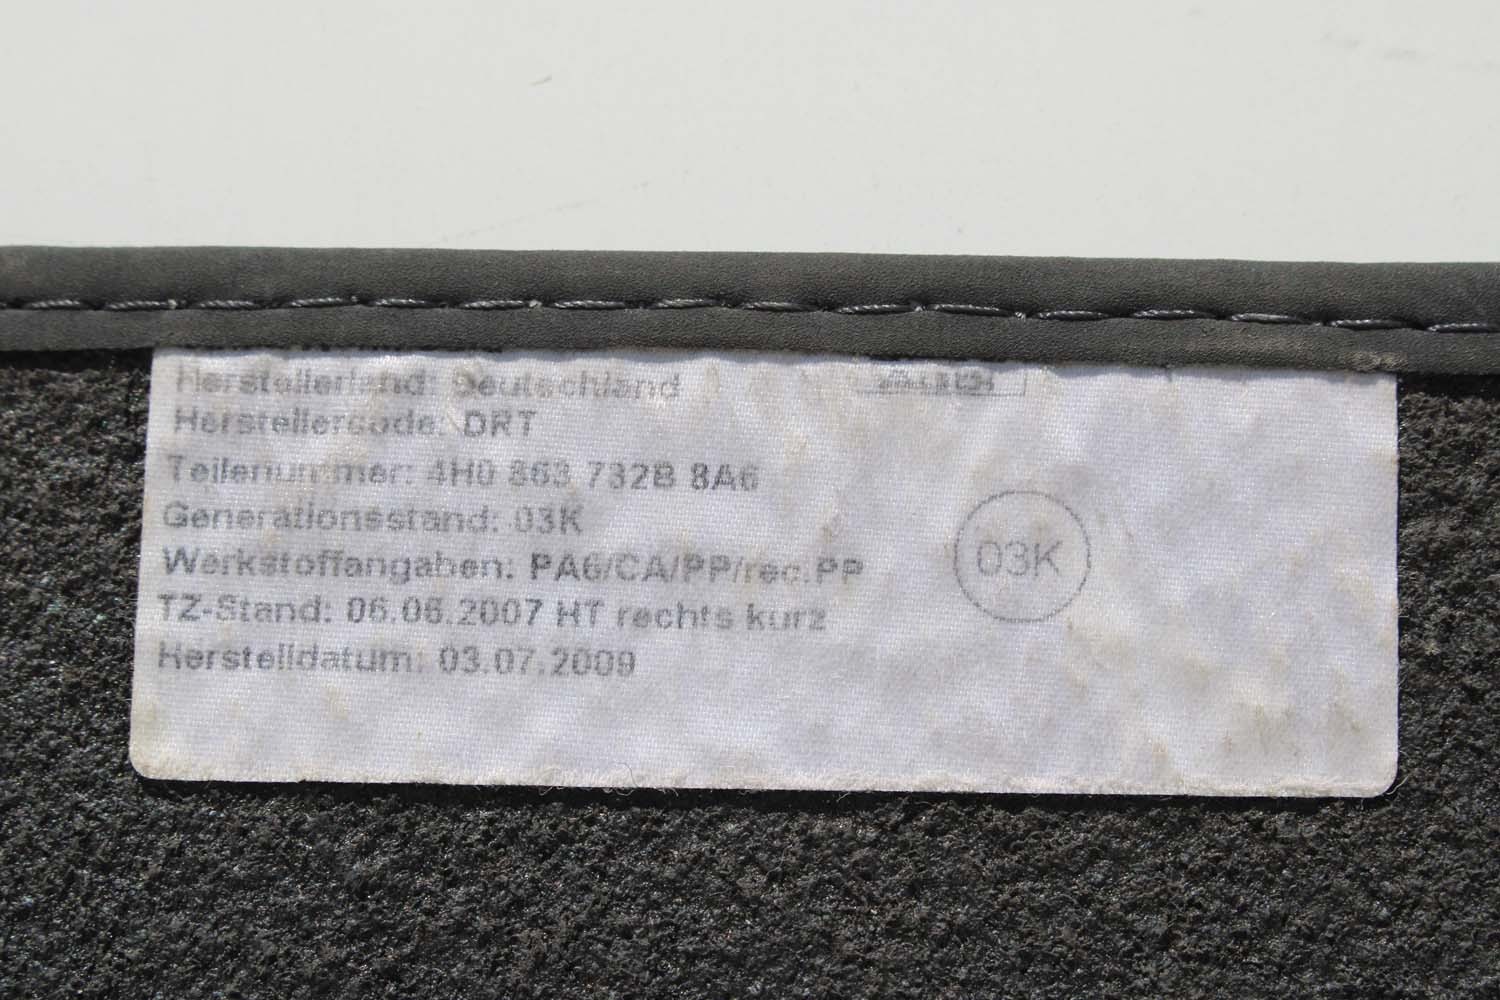 Herstellerland: Deutschland
Herstellercode: DRT
Teilenummer: 4H0 863 732B 8A6
Generationsstand: 03K
Werkstoffangaben: PA6/CA/PP/rec.PP
TZ-Stand: 06.06.2007 HT rechts kurz
Herstelldatum: 03.07.2009
03K